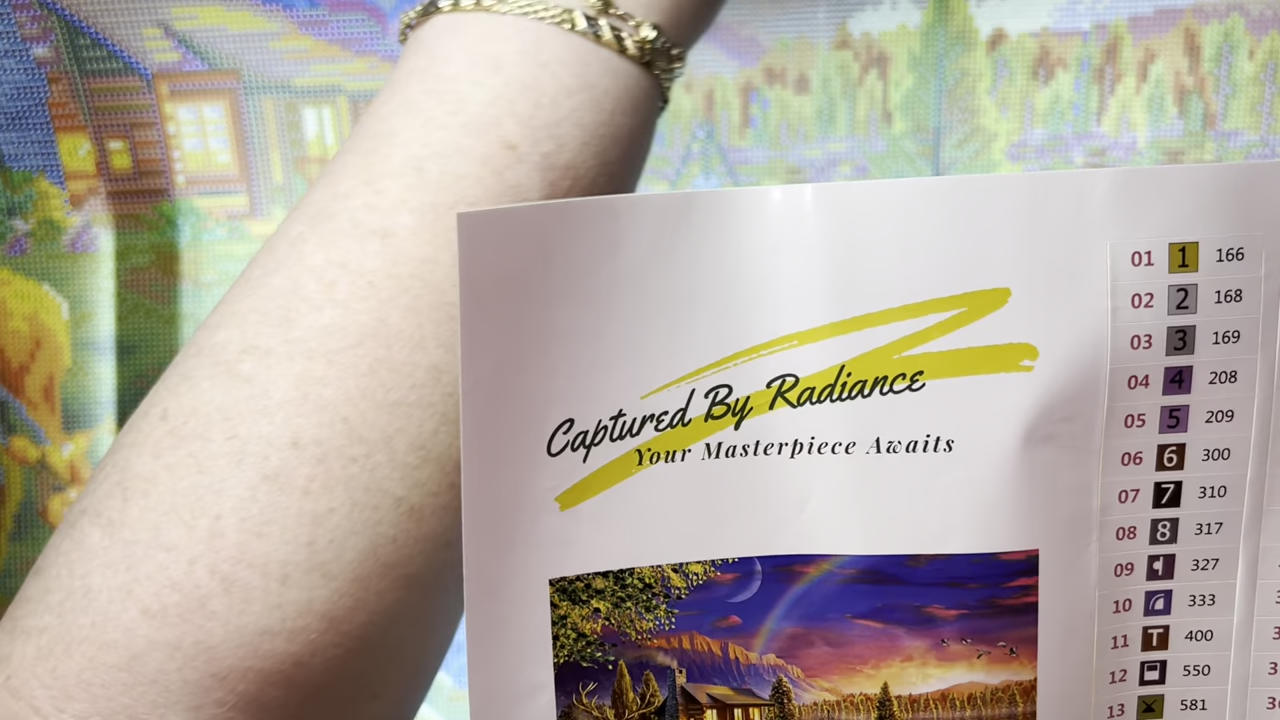 Captured By Radiance
Your Masterpiece Awaits
01 1 166
02 2 168
03 3 169
04 4 208
05 5 209
06 6 300
07 7 310
08 8 317
09 327
10 333
11 T 400
12 550
13 581